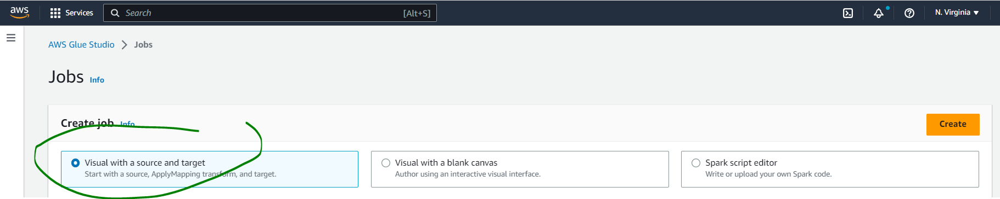 aws Services Search [Alt+S] N. Virginia
AWS Glue Studio > Jobs
Jobs Info
Create job Info Create
Visual with a source and target
Start with a source, ApplyMapping transform, and target.
Visual with a blank canvas
Author using an interactive visual interface.
Spark script editor
Write or upload your own Spark code.